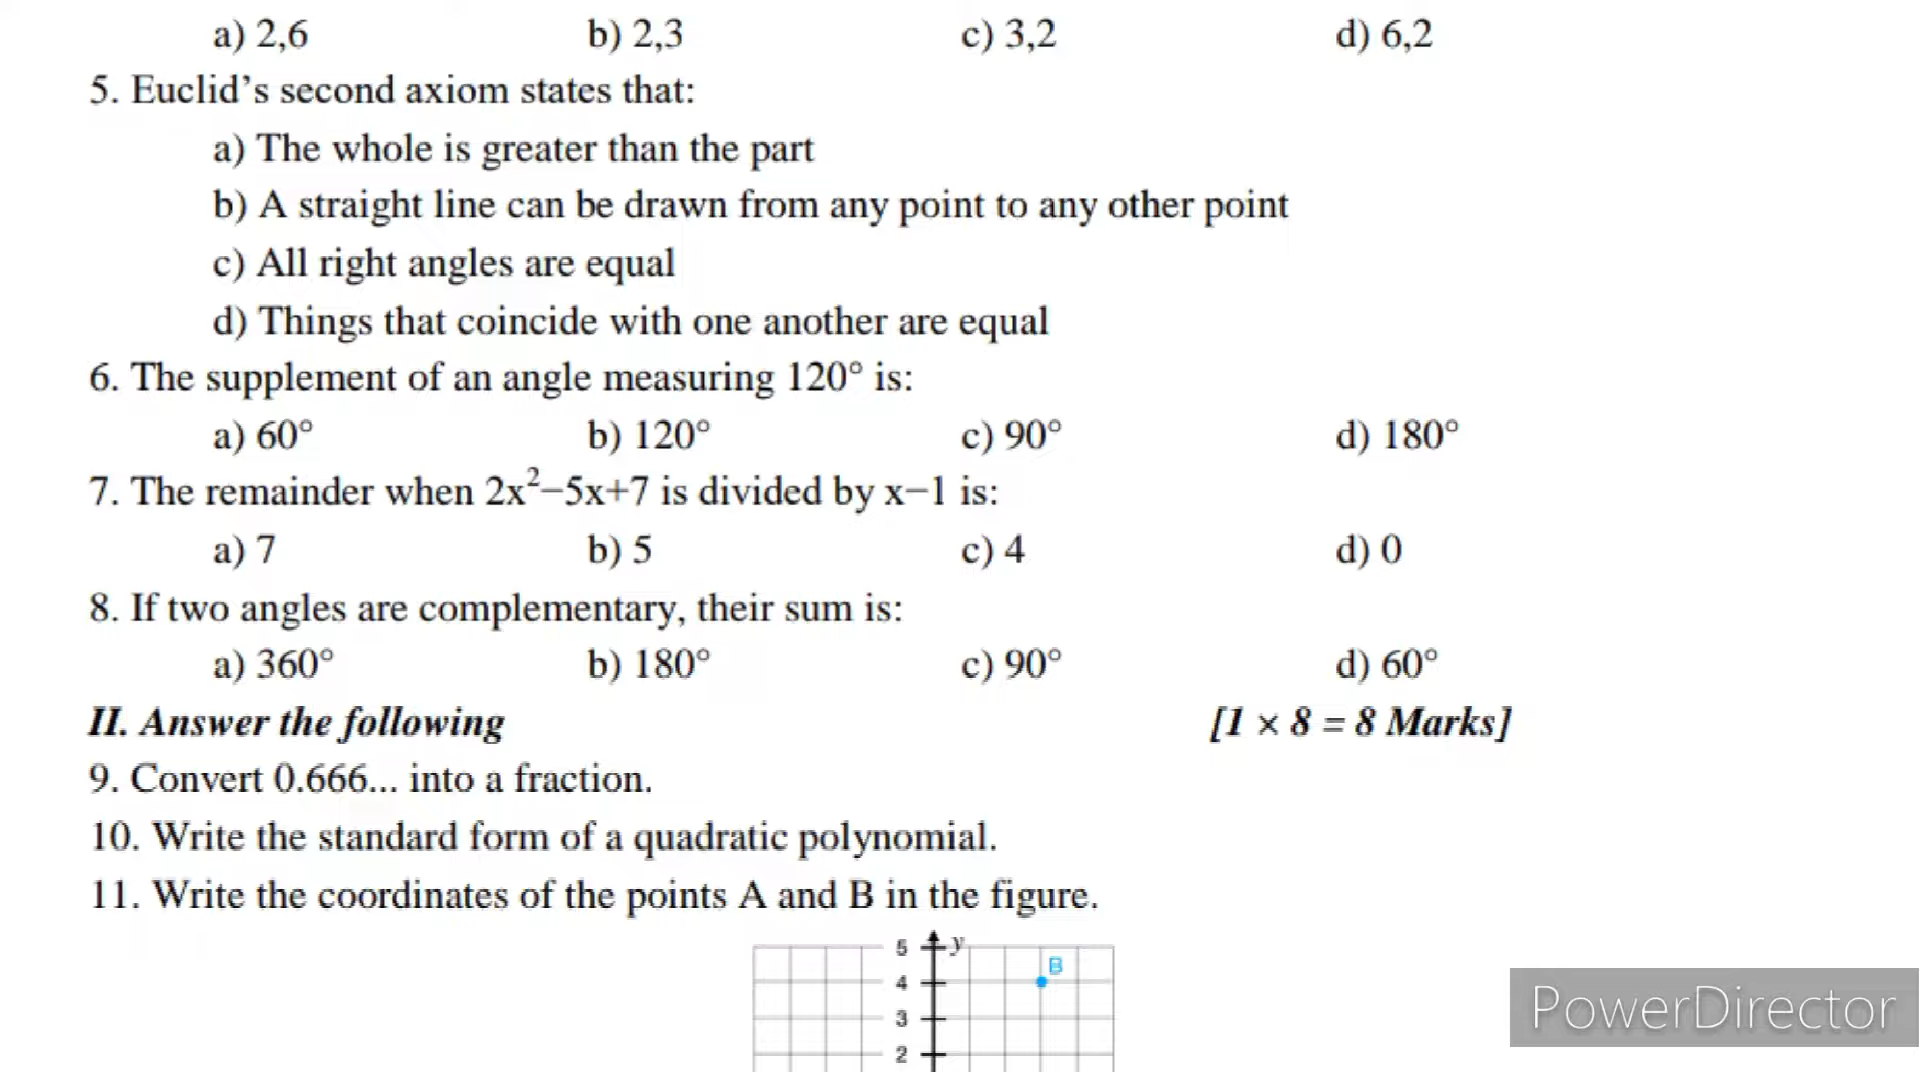 a) 2,6 b) 2,3 c) 3,2 d) 6,2
5. Euclid’s second axiom states that:
a) The whole is greater than the part
b) A straight line can be drawn from any point to any other point
c) All right angles are equal
d) Things that coincide with one another are equal
6. The supplement of an angle measuring 120° is:
a) 60° b) 120° c) 90° d) 180°
7. The remainder when 2x²−5x+7 is divided by x−1 is:
a) 7 b) 5 c) 4 d) 0
8. If two angles are complementary, their sum is:
a) 360° b) 180° c) 90° d) 60°
II. Answer the following [1 × 8 = 8 Marks]
9. Convert 0.666... into a fraction.
10. Write the standard form of a quadratic polynomial.
11. Write the coordinates of the points A and B in the figure.
5 y
B
4
3
2
PowerDirector